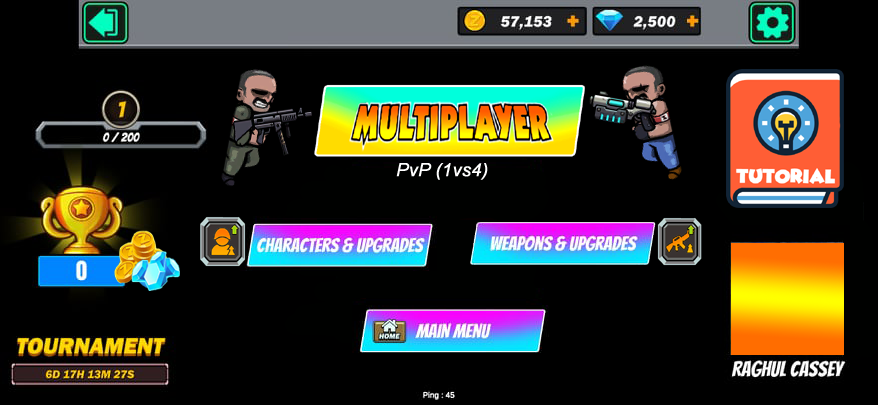 57,153
2,500
1
0 / 200
MULTIPLAYER
PvP (1vs4)
TUTORIAL
CHARACTERS & UPGRADES
WEAPONS & UPGRADES
0
HOME
MAIN MENU
TOURNAMENT
6D 17H 13M 27S
RAGHUL CASSEY
Ping : 45